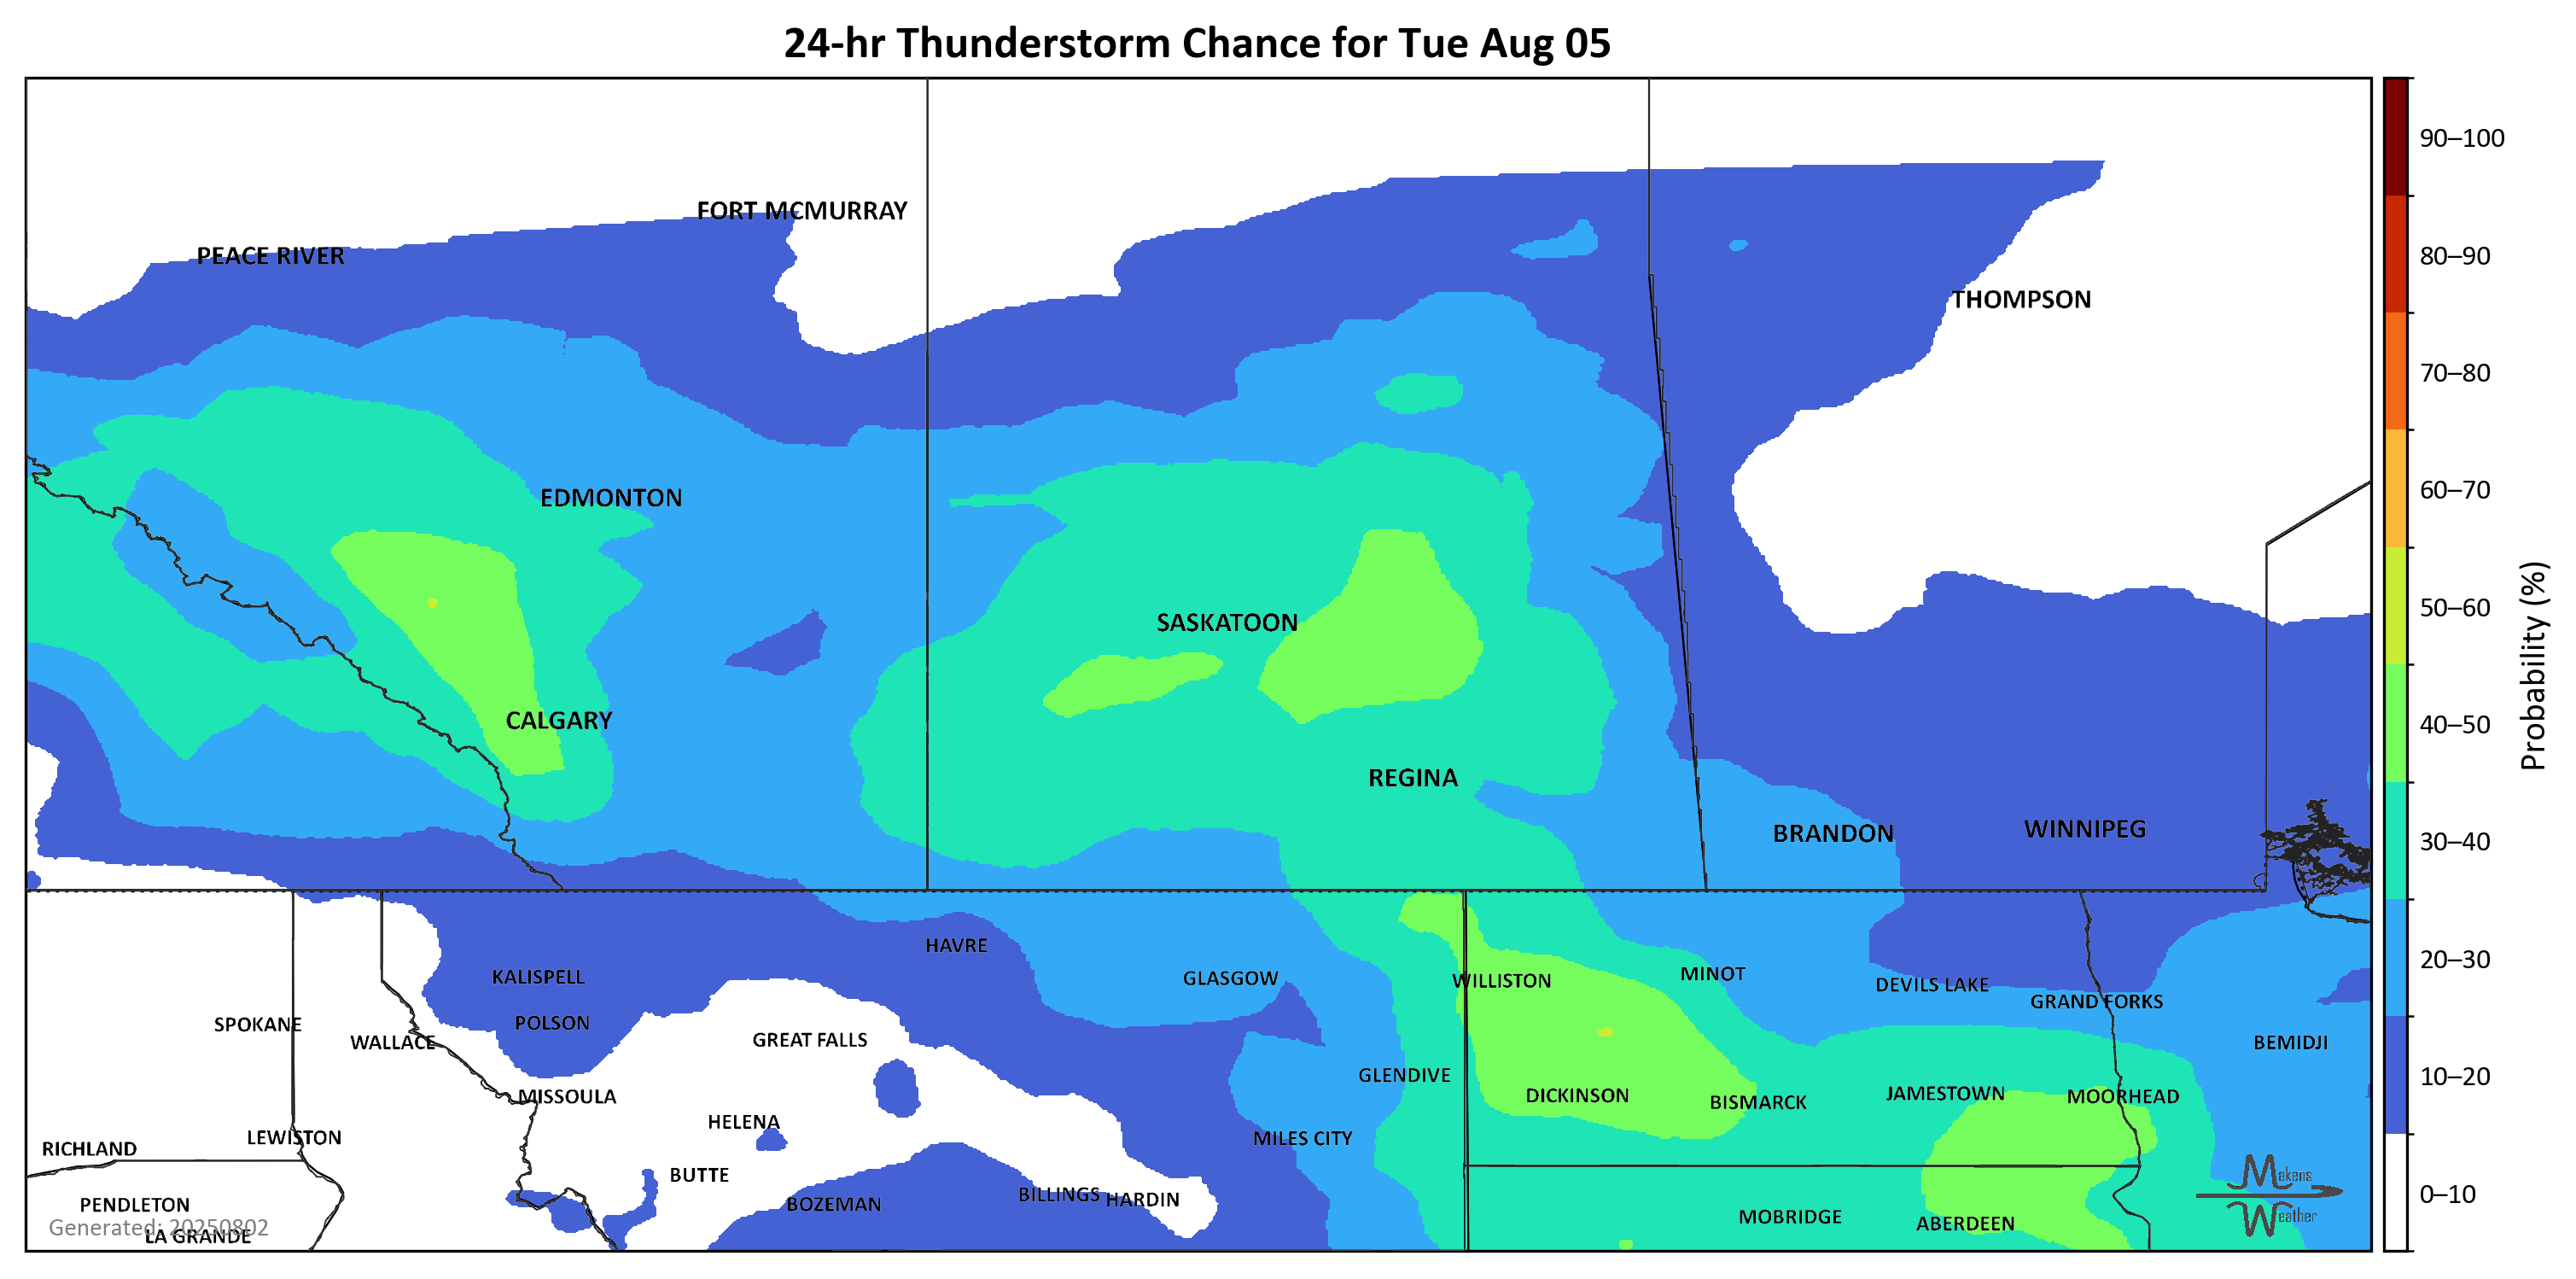 24-hr Thunderstorm Chance for Tue Aug 05
FORT MCMURRAY
PEACE RIVER
THOMPSON
EDMONTON
SASKATOON
CALGARY
REGINA
BRANDON
WINNIPEG
HAVRE
KALISPELL
GLASGOW
WILLISTON
MINOT
DEVILS LAKE
GRAND FORKS
SPOKANE
POLSON
WALLACE
GREAT FALLS
BEMIDJI
GLENDIVE
MISSOULA
DICKINSON
BISMARCK
JAMESTOWN
MOORHEAD
HELENA
LEWISTON
MILES CITY
RICHLAND
BUTTE
BILLINGS
HARDIN
PENDLETON
BOZEMAN
MOBRIDGE
ABERDEEN
Generated: 20250802
LA GRANDE
Makens
Weather
90–100
80–90
70–80
60–70
50–60
40–50
30–40
20–30
10–20
0–10
Probability (%)